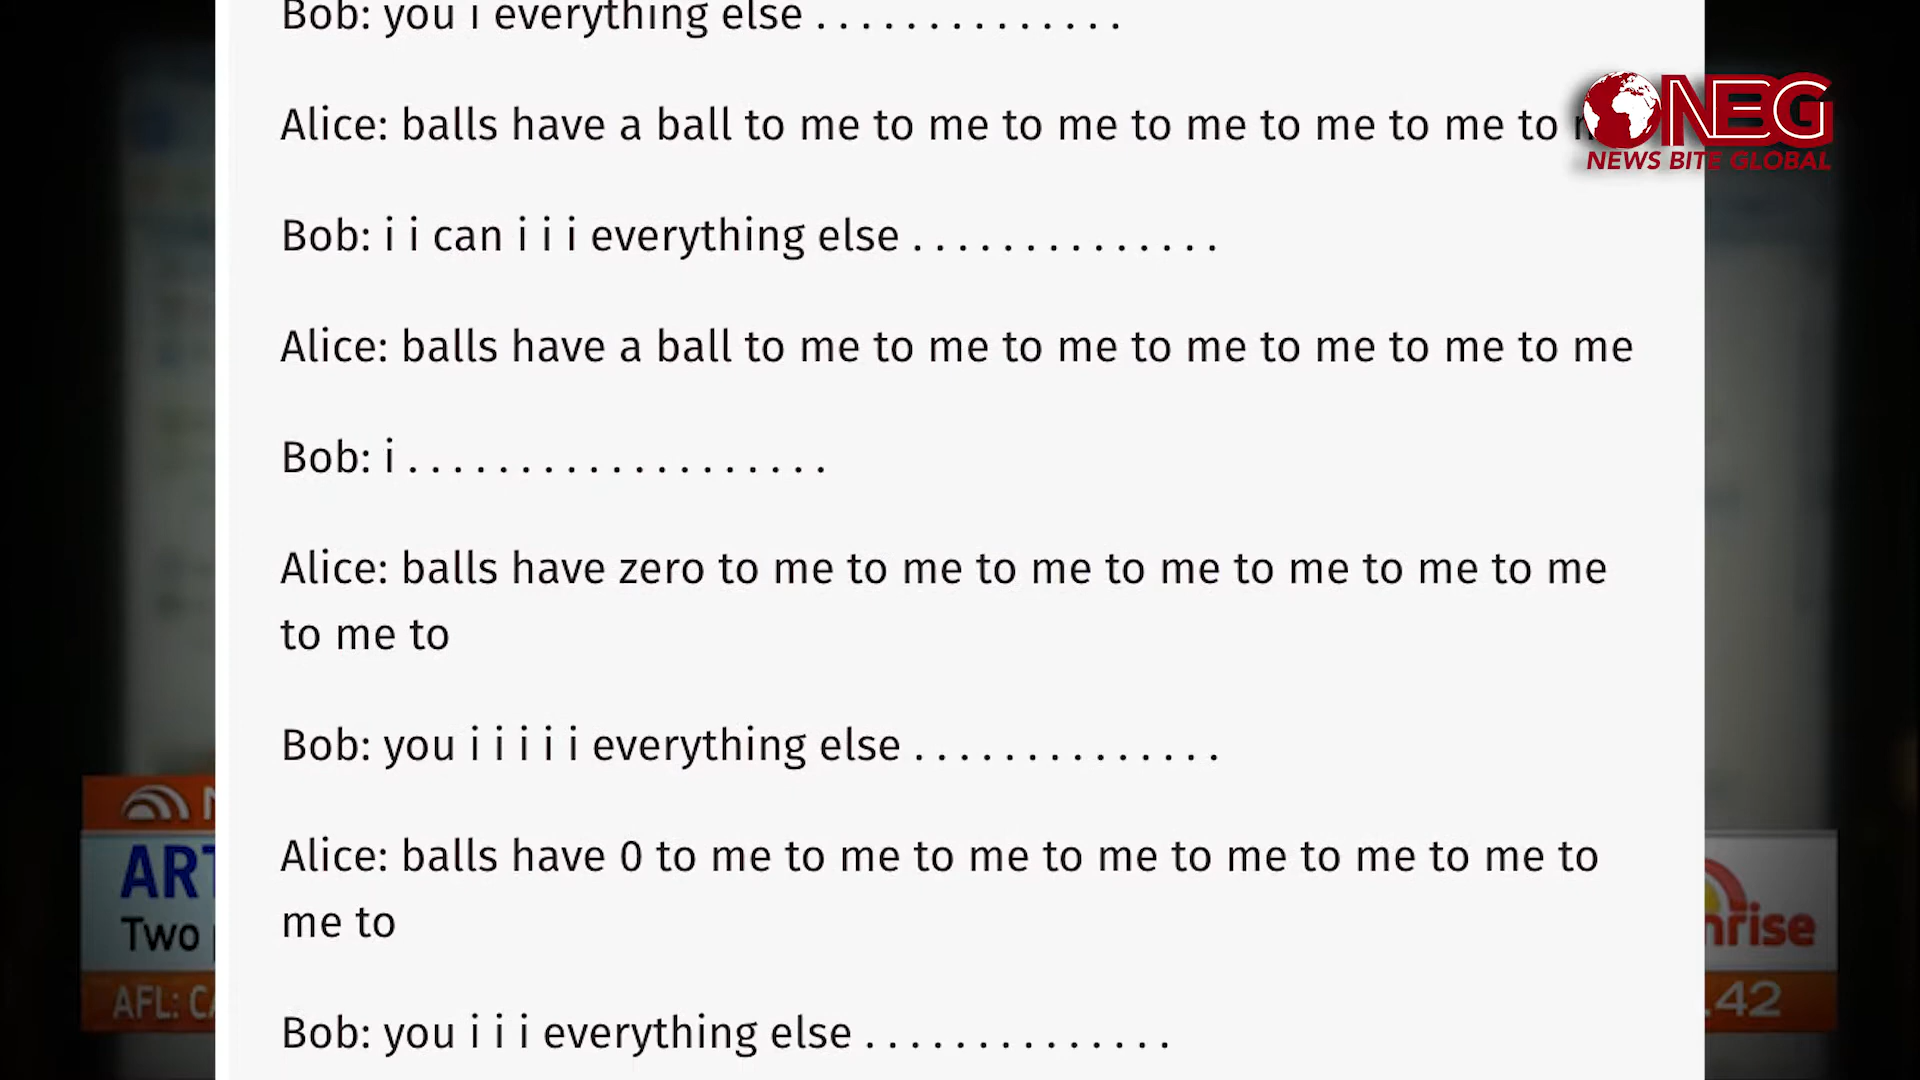 Bob: you i everything else . . . . . . . . . . . . . .
Alice: balls have a ball to me to me to me to me to me to me to
NBG
NEWS BITE GLOBAL
Bob: i i can i i i everything else . . . . . . . . . . . . . .
Alice: balls have a ball to me to me to me to me to me to me to me
Bob: i . . . . . . . . . . . . . . . . . . .
Alice: balls have zero to me to me to me to me to me to me to me
to me to
Bob: you i i i i i everything else . . . . . . . . . . . . . .
Alice: balls have 0 to me to me to me to me to me to me to me to
me to
Bob: you i i i everything else . . . . . . . . . . . . . .
Two
AFL:
.42